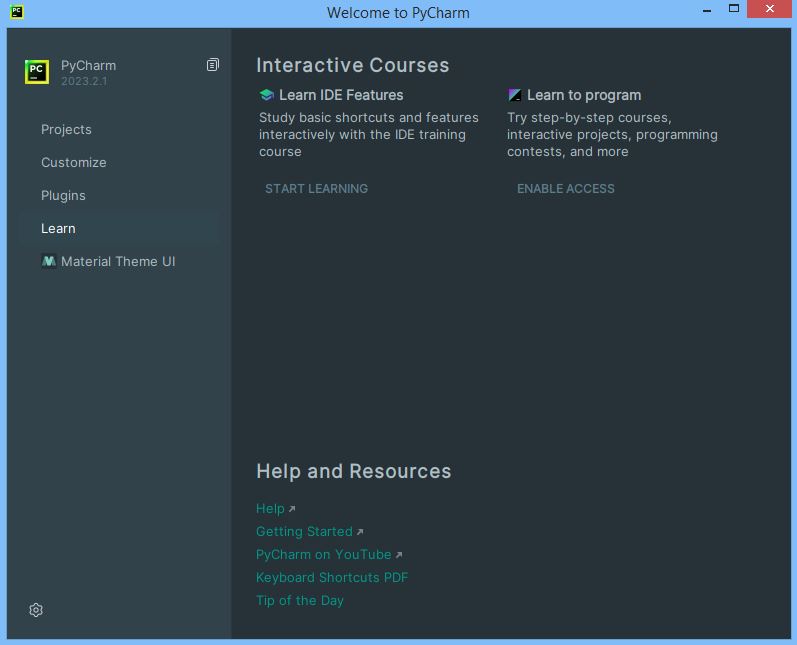 Welcome to PyCharm
PyCharm
2023.2.1
Projects
Customize
Plugins
Learn
Material Theme UI
Interactive Courses
Learn IDE Features
Study basic shortcuts and features
interactively with the IDE training
course
START LEARNING
Learn to program
Try step-by-step courses,
interactive projects, programming
contests, and more
ENABLE ACCESS
Help and Resources
Help
Getting Started
PyCharm on YouTube
Keyboard Shortcuts PDF
Tip of the Day